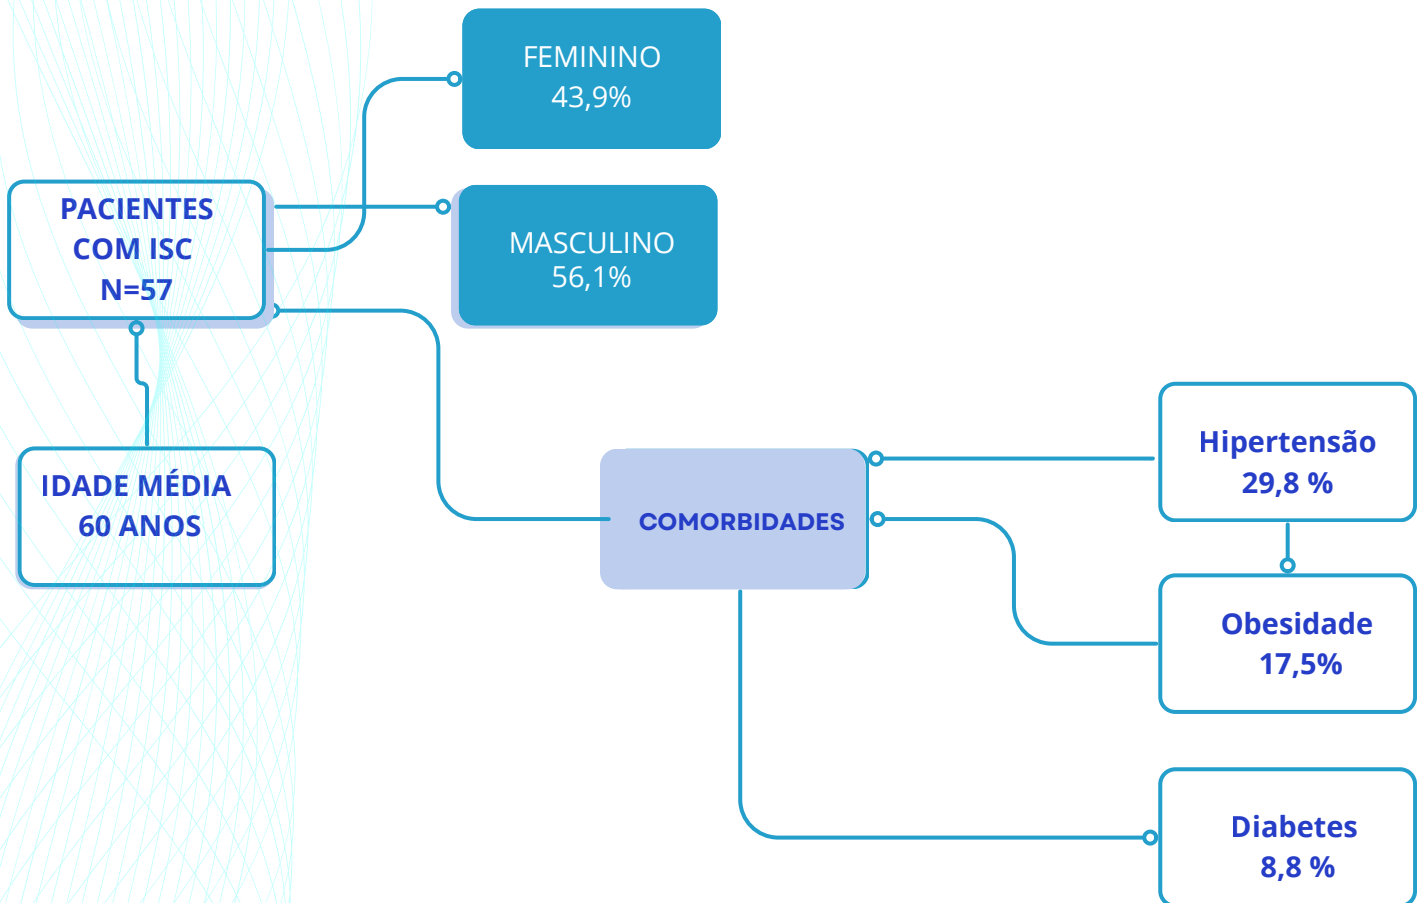 FEMININO
43,9%
PACIENTES
COM ISC
N=57
MASCULINO
56,1%
IDADE MÉDIA
60 ANOS
COMORBIDADES
Hipertensão
29,8 %
Obesidade
17,5%
Diabetes
8,8 %